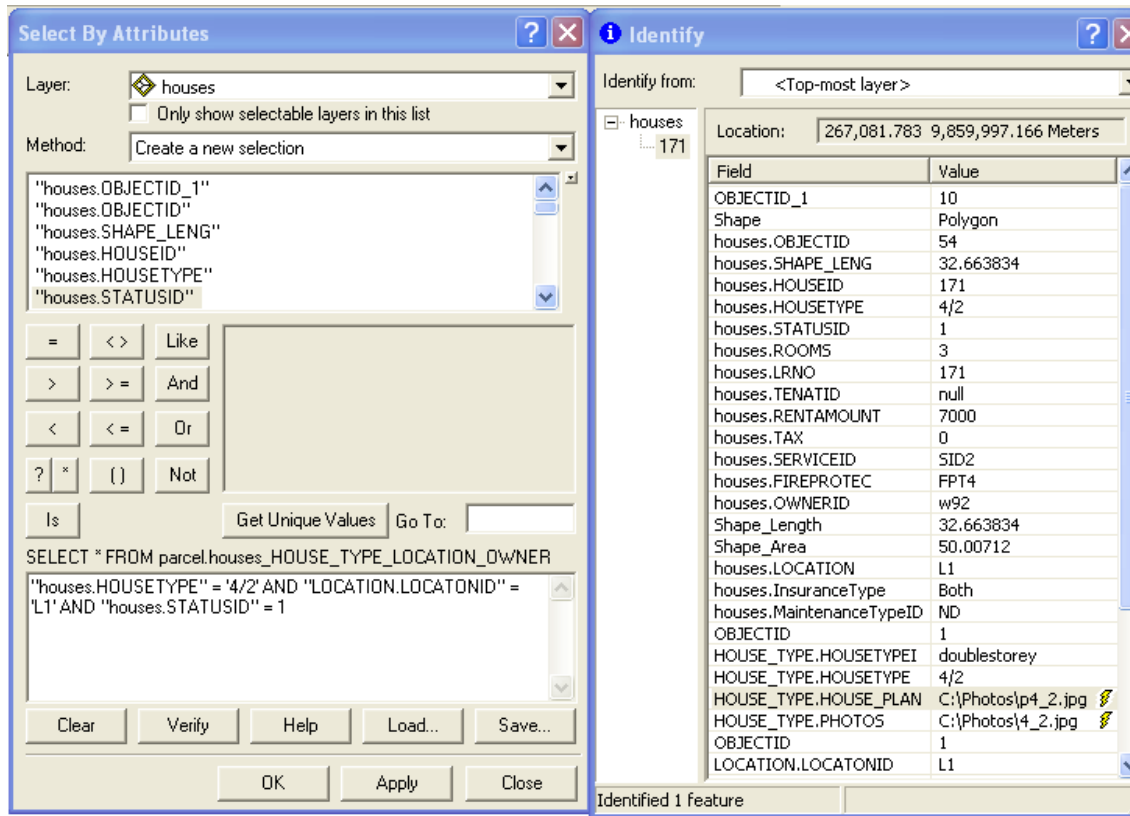 Select By Attributes
Layer: houses
Only show selectable layers in this list
Method: Create a new selection
"houses.OBJECTID_1"
"houses.OBJECTID"
"houses.SHAPE_LENG"
"houses.HOUSEID"
"houses.HOUSETYPE"
"houses.STATUSID"
= < > Like
> > = And
< < = Or
? * ( ) Not
Is Get Unique Values Go To:
SELECT * FROM parcel.houses_HOUSE_TYPE_LOCATION_OWNER
"houses.HOUSETYPE" = '4/2' AND "LOCATION.LOCATONID" =
'L1' AND "houses.STATUSID" = 1
Clear Verify Help Load... Save...
OK Apply Close
Identify
Identify from: <Top-most layer>
houses
171
Location: 267,081.783 9,859,997.166 Meters
Field Value
OBJECTID_1 10
Shape Polygon
houses.OBJECTID 54
houses.SHAPE_LENG 32.663834
houses.HOUSEID 171
houses.HOUSETYPE 4/2
houses.STATUSID 1
houses.ROOMS 3
houses.LRNO 171
houses.TENATID null
houses.RENTAMOUNT 7000
houses.TAX 0
houses.SERVICEID SID2
houses.FIREPROTEC FPT4
houses.OWNERID w92
Shape_Length 32.663834
Shape_Area 50.00712
houses.LOCATION L1
houses.InsuranceType Both
houses.MaintenanceTypeID ND
OBJECTID 1
HOUSE_TYPE.HOUSETYPEI doublestorey
HOUSE_TYPE.HOUSETYPE 4/2
HOUSE_TYPE.HOUSE_PLAN C:\Photos\p4_2.jpg
HOUSE_TYPE.PHOTOS C:\Photos\4_2.jpg
OBJECTID 1
LOCATION.LOCATONID L1
Identified 1 feature